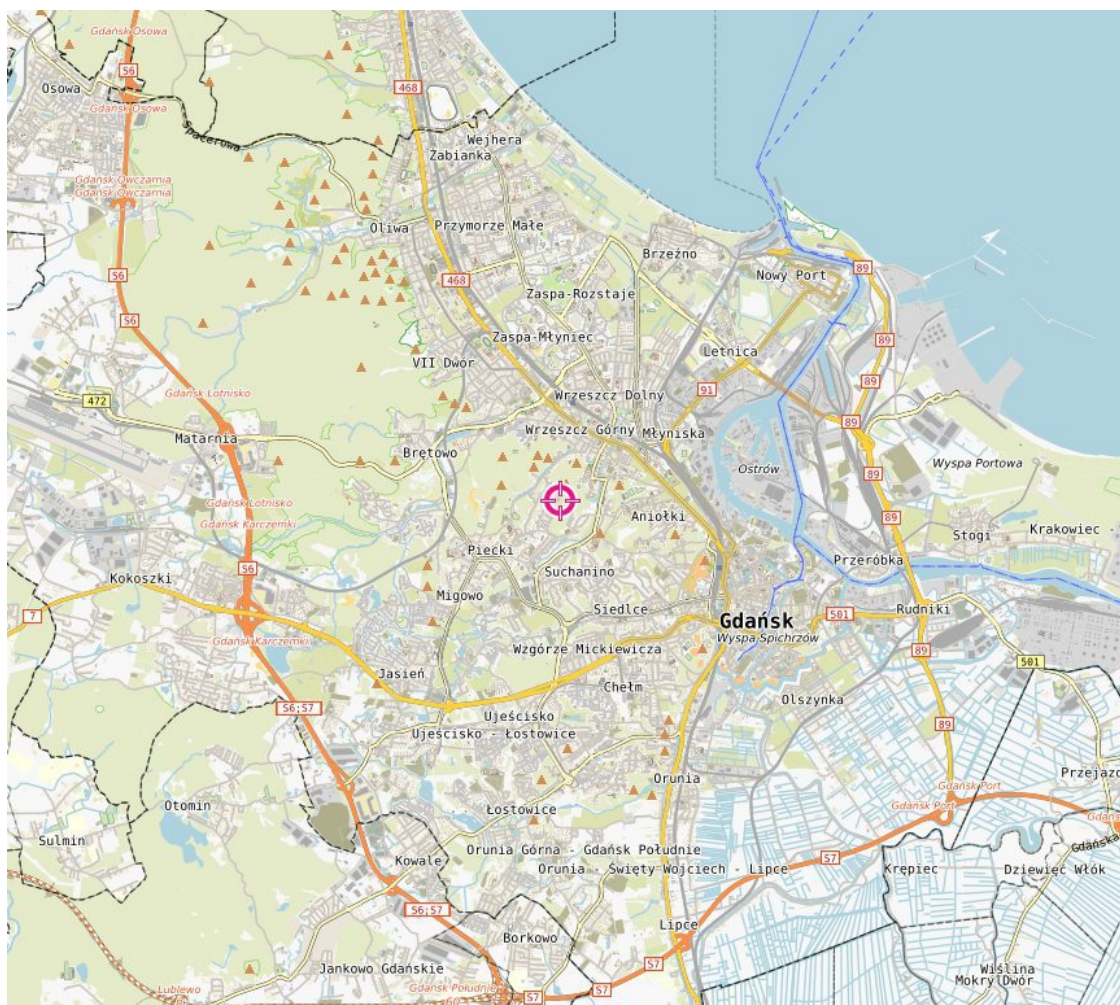 Gdańsk Osowa
S6
Osowa
468
Gdańsk Osowa
Spacerowa
Wejhera
Żabianka
Gdańsk Owczarnia
Gdańsk Owczarnia
Oliwa
Przymorze Małe
Brzeźno
S6
468
Nowy Port
89
Zaspa-Rozstaje
Zaspa-Młyniec
89
VII Dwór
Letnica
Gdańsk Lotnisko
472
91
89
Wrzeszcz Dolny
Matarnia
Wrzeszcz Górny
Młyniska
89
Brętowo
Ostrów
Wyspa Portowa
89
Gdańsk Lotnisko
Gdańsk Karczemki
Aniołki
89
Krakowiec
Stogi
Piecki
Przeróbka
S6
Suchanino
Kokoszki
Migowo
Siedlce
501
Rudniki
7
Gdańsk
Gdańsk Karczemki
Wyspa Spichrzów
Wzgórze Mickiewicza
89
501
Jasień
Chełm
Olszynka
S6;S7
Ujeścisko
89
Ujeścisko - Łostowice
Orunia
Przejazd
Gdańsk Port
Otomin
Łostowice
Gdańsk Port
Sulmin
Orunia Górna - Gdańsk Południe
Gdańska
Kowale
Orunia - Święty Wojciech - Lipce
S7
Krępiec
Dziewięć Włók
S6;S7
Lipce
Borkowo
Jankowo Gdańskie
S7
Wiślina
Mokry Dwór
Lublewo
Gdańsk Południe
S7
S7